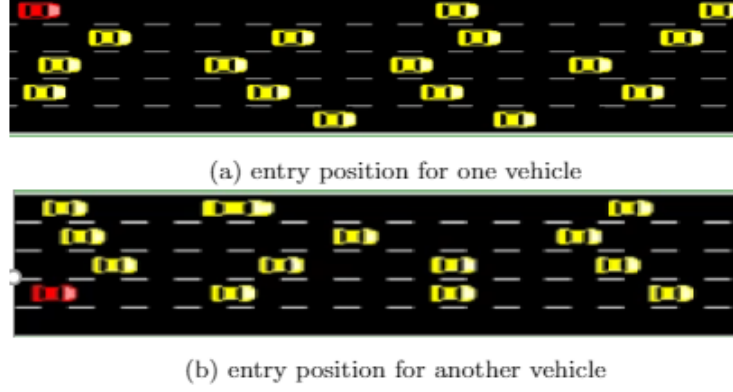 (a) entry position for one vehicle
(b) entry position for another vehicle